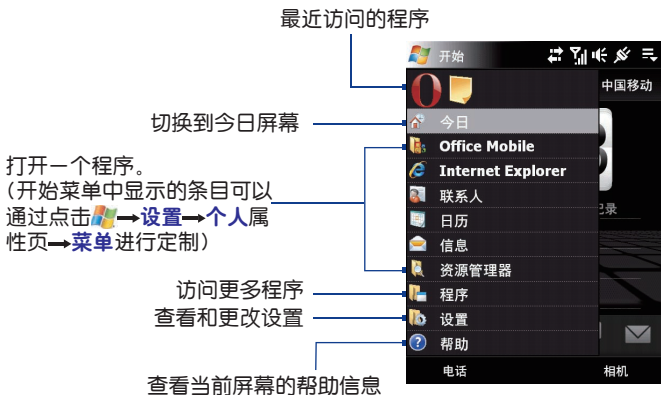 最近访问的程序
切换到今日屏幕
打开一个程序。
(开始菜单中显示的条目可以
通过点击→设置→个人属
性页→菜单进行定制)
访问更多程序
查看和更改设置
查看当前屏幕的帮助信息
开始
中国移动
今日
Office Mobile
Internet Explorer
联系人
记录
日历
信息
资源管理器
程序
设置
帮助
电话
相机